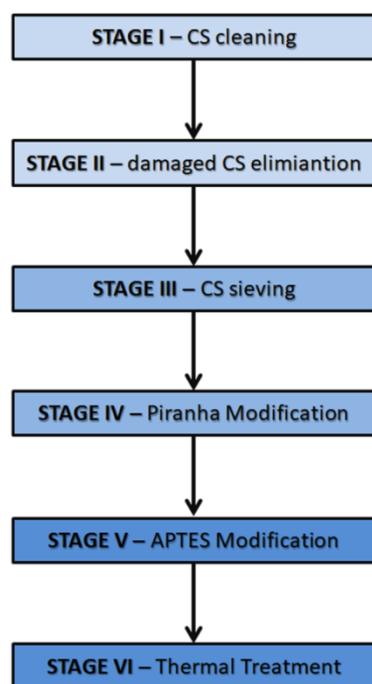 STAGE I – CS cleaning
STAGE II – damaged CS elimiantion
STAGE III – CS sieving
STAGE IV – Piranha Modification
STAGE V – APTES Modification
STAGE VI – Thermal Treatment